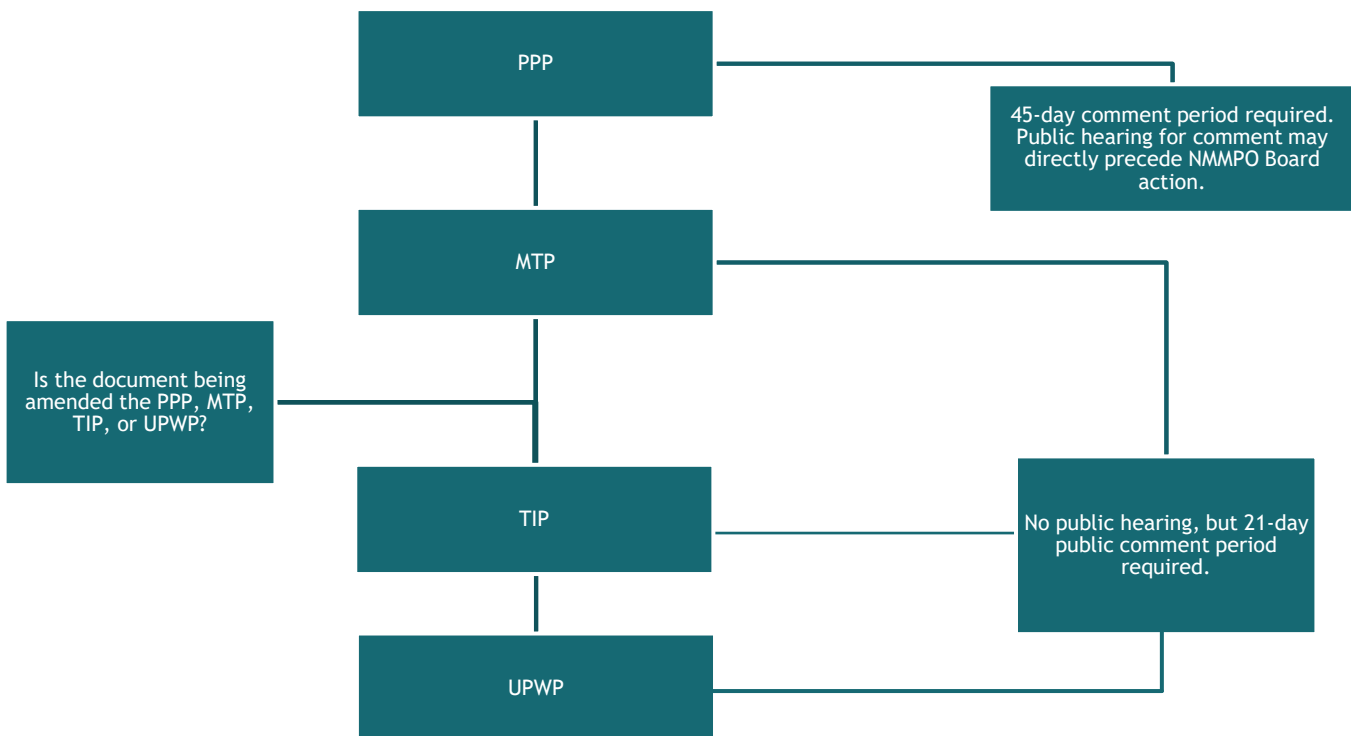 PPP
45-day comment period required.
Public hearing for comment may
directly precede NMMPO Board
action.
MTP
Is the document being
amended the PPP, MTP,
TIP, or UPWP?
TIP
No public hearing, but 21-day
public comment period
required.
UPWP